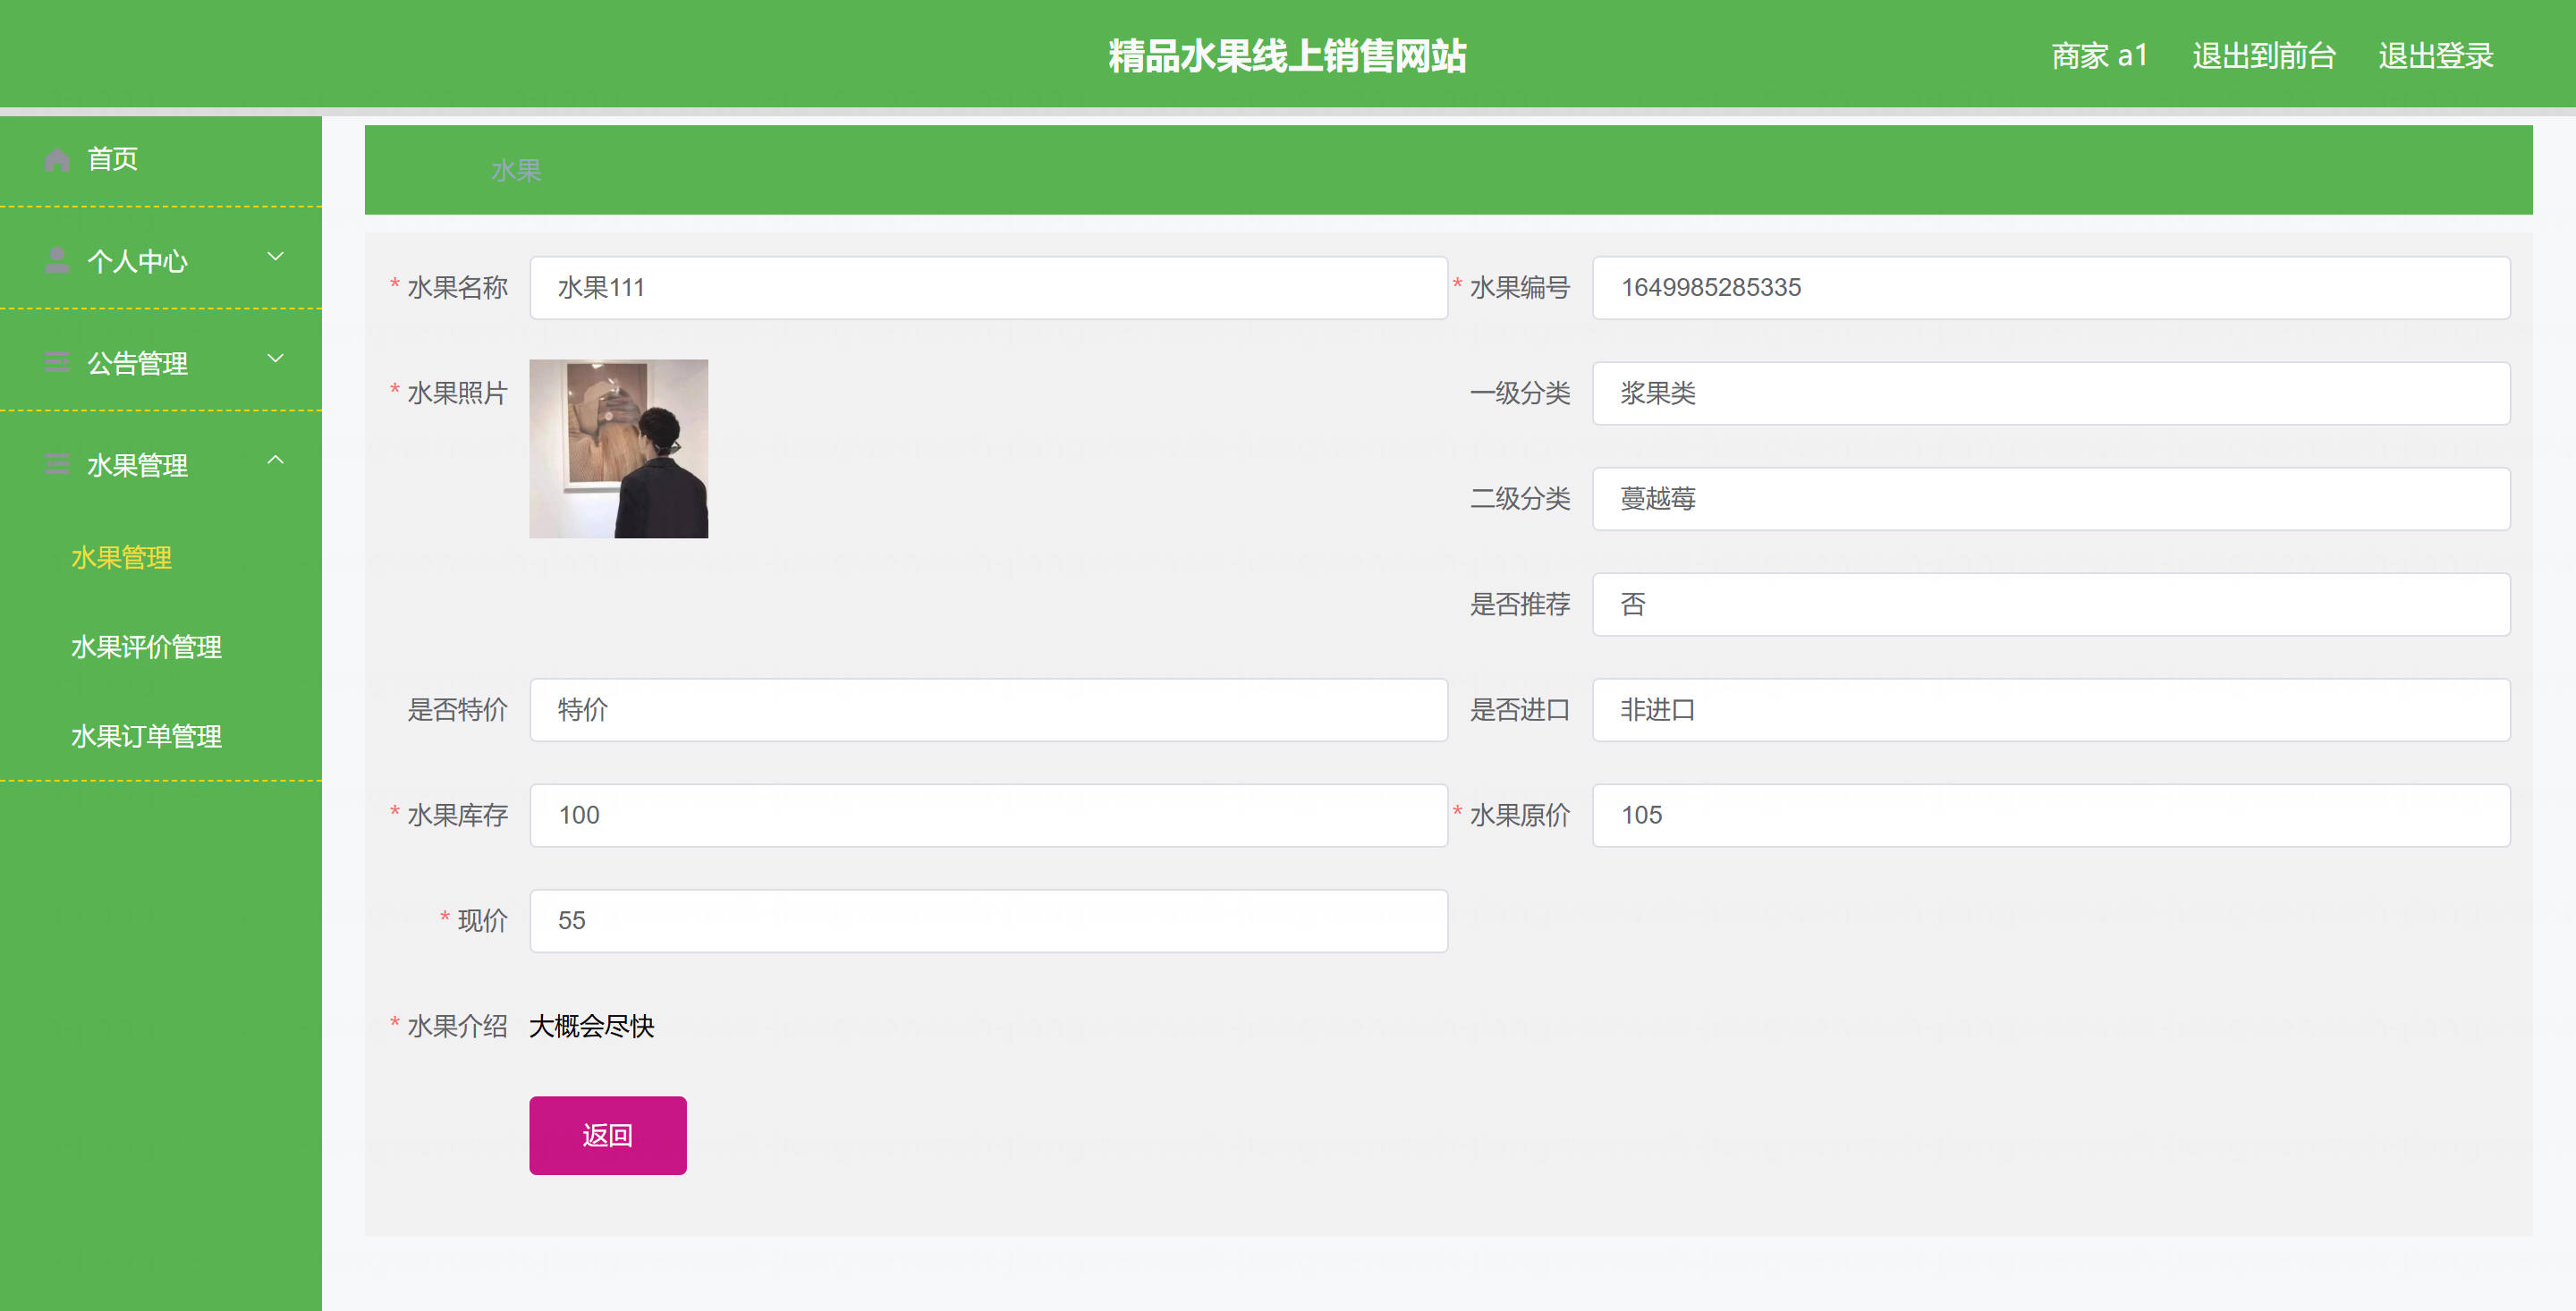 精品水果线上销售网站
商家 a1 退出到前台 退出登录
首页
个人中心
公告管理
水果管理
水果管理
水果评价管理
水果订单管理
水果
* 水果名称 水果111 * 水果编号 1649985285335
* 水果照片 一级分类 浆果类
二级分类 蔓越莓
是否推荐 否
是否特价 特价 是否进口 非进口
* 水果库存 100 * 水果原价 105
* 现价 55
* 水果介绍 大概会尽快
返回